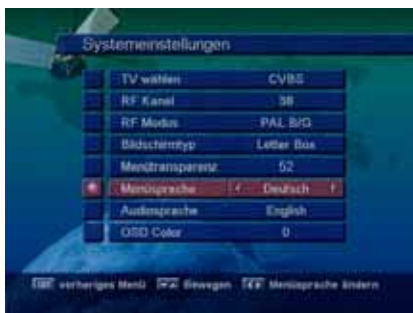 Systemeinstellungen
TV wählen CVBS
RF Kanal 38
RF Modus PAL B/G
Bildschirmtyp Letter Box
Menütransparenz 52
Menüsprache Deutsch
Audiosprache English
OSD Color 0
vorheriges Menü Bewegen Menüsprache ändern